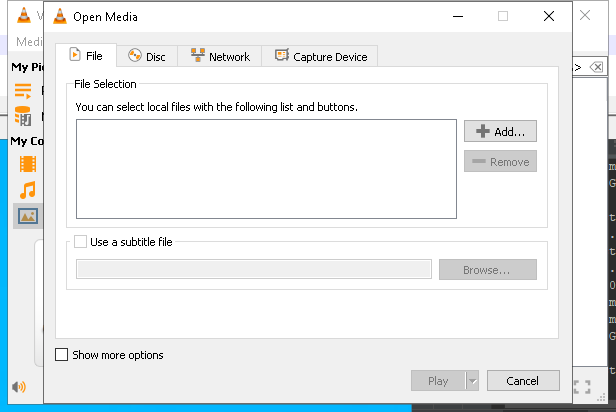 Open Media
Medi
File
Disc
Network
Capture Device
My Pi
File Selection
You can select local files with the following list and buttons.
Add...
Remove
My Co
Use a subtitle file
Browse...
Show more options
Play
Cancel